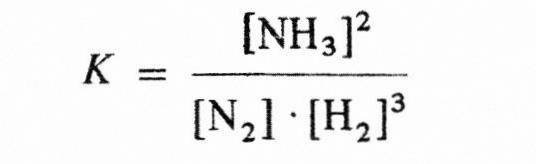 K = [NH₃]² / [N₂] · [H₂]³